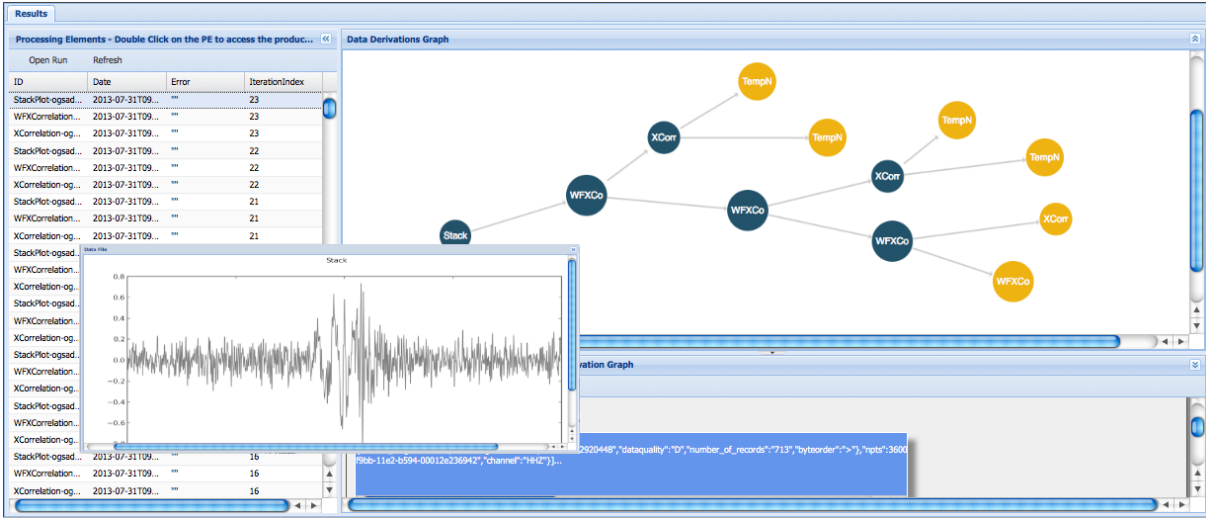 Results
Processing Elements - Double Click on the PE to access the produc...
Open Run Refresh
ID Date Error IterationIndex
StackPlot-ogsad... 2013-07-31T09... "" 23
WFXCorrelation... 2013-07-31T09... "" 23
XCorrelation-og... 2013-07-31T09... "" 23
StackPlot-ogsad... 2013-07-31T09... "" 22
WFXCorrelation... 2013-07-31T09... "" 22
XCorrelation-og... 2013-07-31T09... "" 22
StackPlot-ogsad... 2013-07-31T09... "" 21
WFXCorrelation... 2013-07-31T09... "" 21
XCorrelation-og... 2013-07-31T09... "" 21
StackPlot-ogsad..
WFXCorrelation..
XCorrelation-og..
StackPlot-ogsad..
WFXCorrelation..
XCorrelation-og..
StackPlot-ogsad..
WFXCorrelation..
XCorrelation-og..
StackPlot-ogsad..
WFXCorrelation..
XCorrelation-og..
StackPlot-ogsad... 2013-07-31T09... "" 16
WFXCorrelation... 2013-07-31T09... "" 16
XCorrelation-og... 2013-07-31T09... "" 16
Data Derivations Graph
TempN
XCorr
TempN
TempN
TempN
XCorr
WFXCo
WFXCo
XCorr
Stack
WFXCo
WFXCo
Data File
Stack
0.8
0.6
0.4
0.2
0.0
−0.2
−0.4
−0.6
vation Graph
2920448","dataquality":"D","number_of_records":"713","byteorder":">"},"npts":3600
f9bb-11e2-b594-00012e236942","channel":"HHZ"}]...